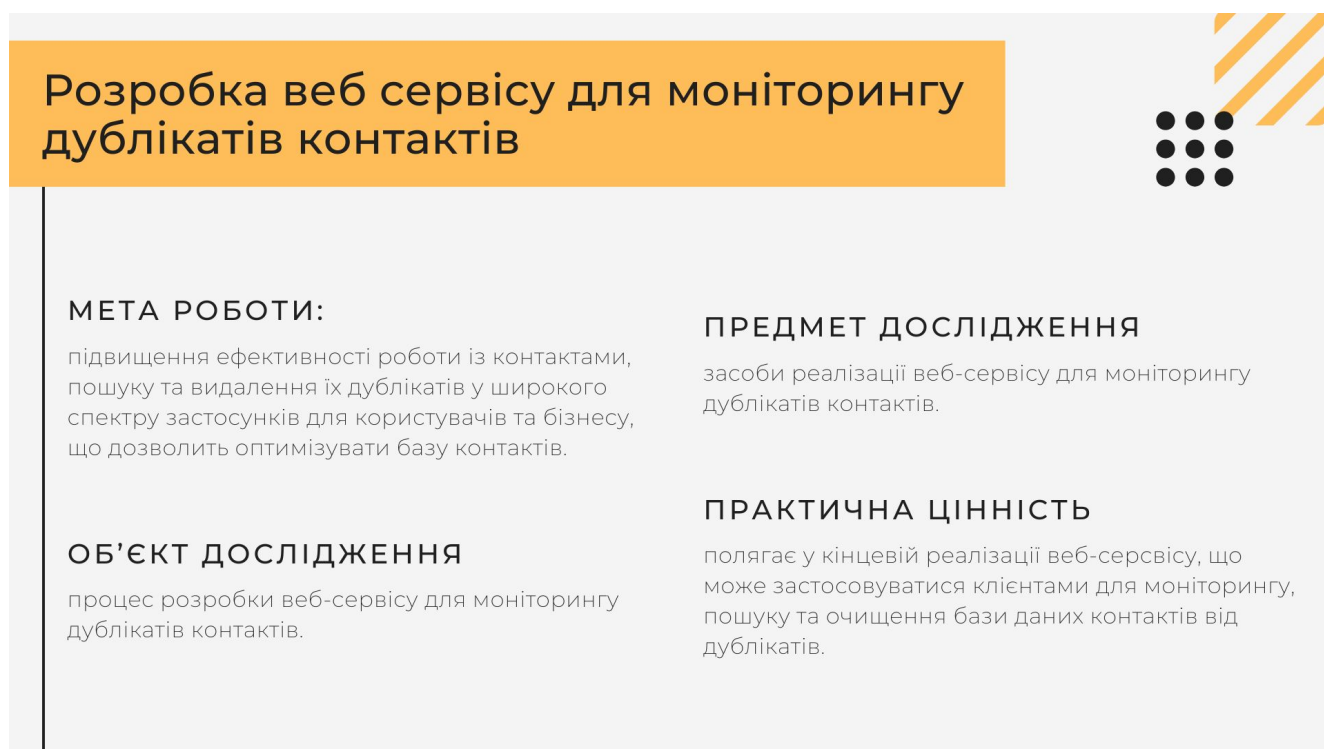 Розробка веб сервісу для моніторингу
дублікатів контактів
МЕТА РОБОТИ:
підвищення ефективності роботи із контактами,
пошуку та видалення їх дублікатів у широкого
спектру застосунків для користувачів та бізнесу,
що дозволить оптимізувати базу контактів.
ОБ’ЄКТ ДОСЛІДЖЕННЯ
процес розробки веб-сервісу для моніторингу
дублікатів контактів.
ПРЕДМЕТ ДОСЛІДЖЕННЯ
засоби реалізації веб-сервісу для моніторингу
дублікатів контактів.
ПРАКТИЧНА ЦІННІСТЬ
полягає у кінцевій реалізації веб-серсвісу, що
може застосовуватися клієнтами для моніторингу,
пошуку та очищення бази даних контактів від
дублікатів.